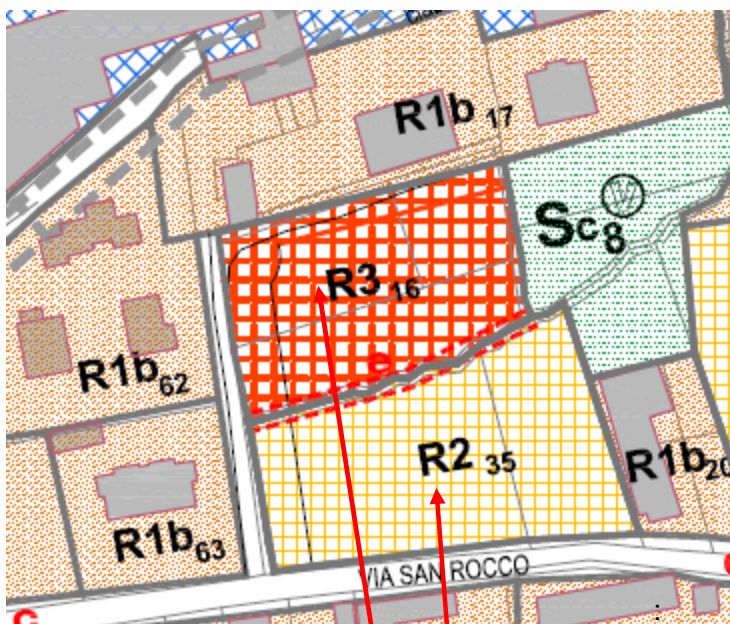 R1b 17
Sc8
R3 16
R1b62
e
R2 35
R1b20
R1b63
VIA SAN ROCCO
c